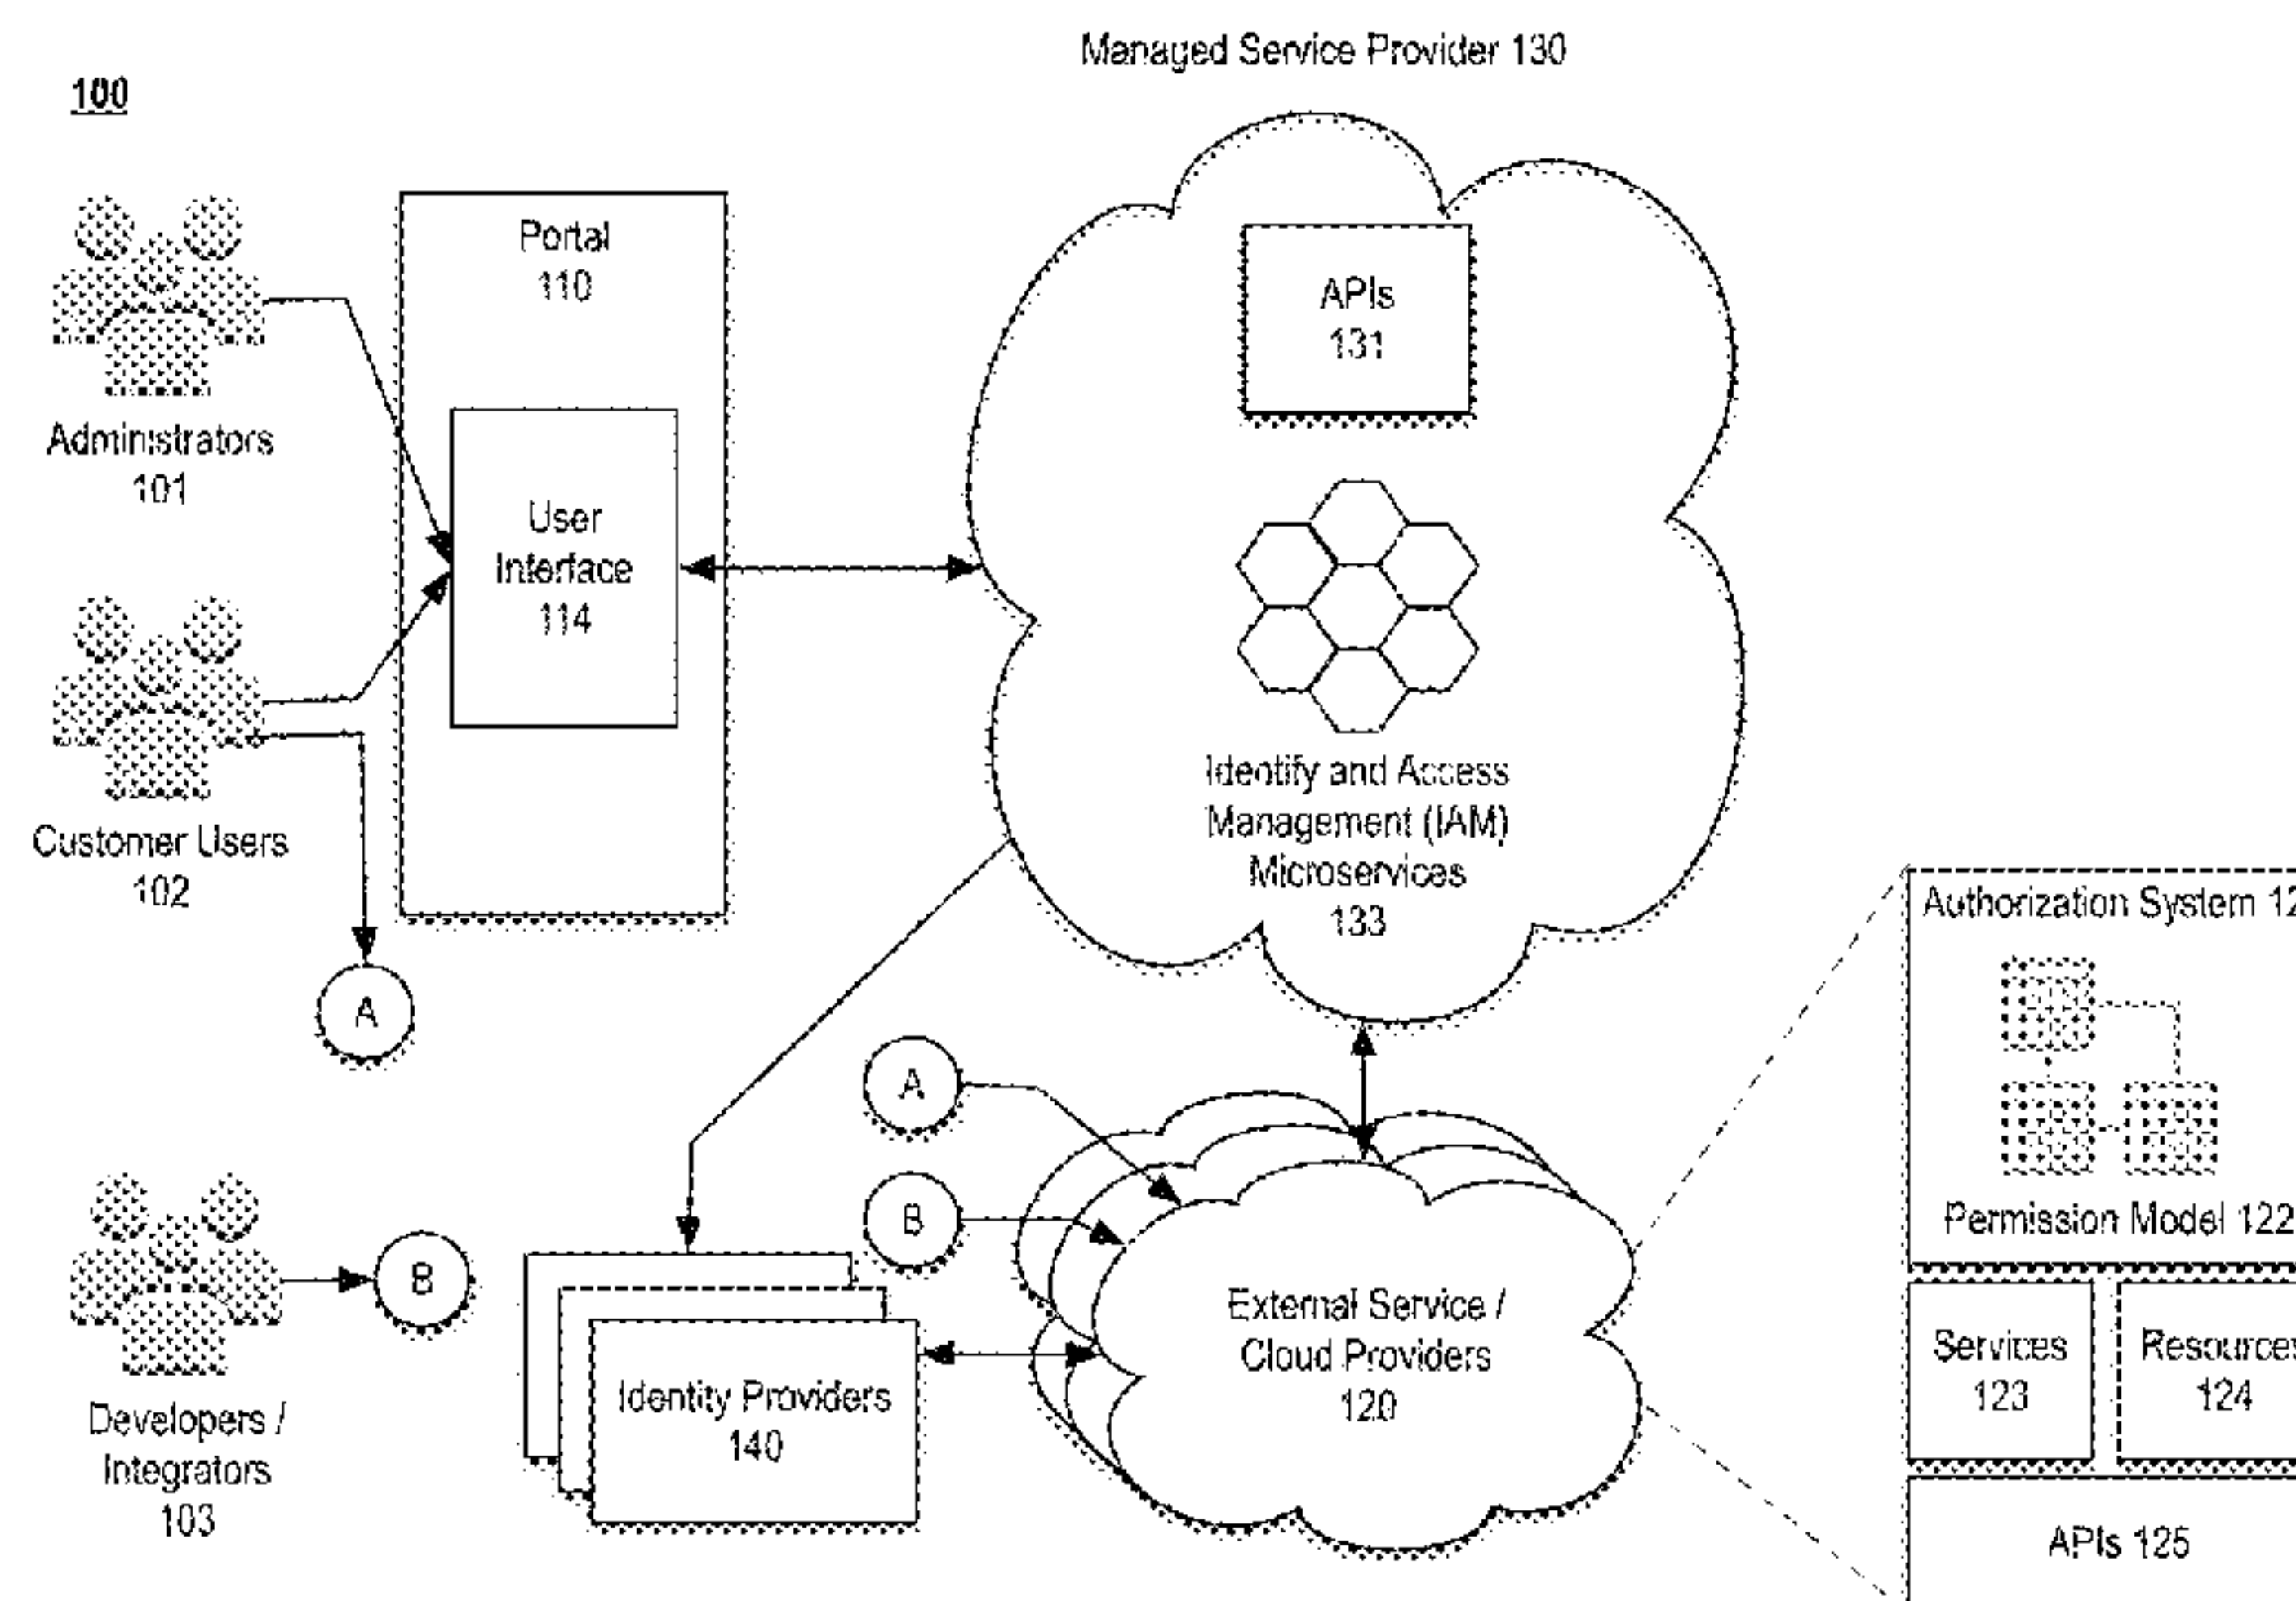 Managed Service Provider 130
100
Portal
110
APIs
131
Administrators
101
User
Interface
114
Identify and Access
Management (IAM)
Microservices
133
Customer Users
102
Authorization System
A
A
Permission Model 122
B
B
External Service /
Cloud Providers
120
Services
123
Resources
124
Identity Providers
140
Developers /
Integrators
103
APIs 125